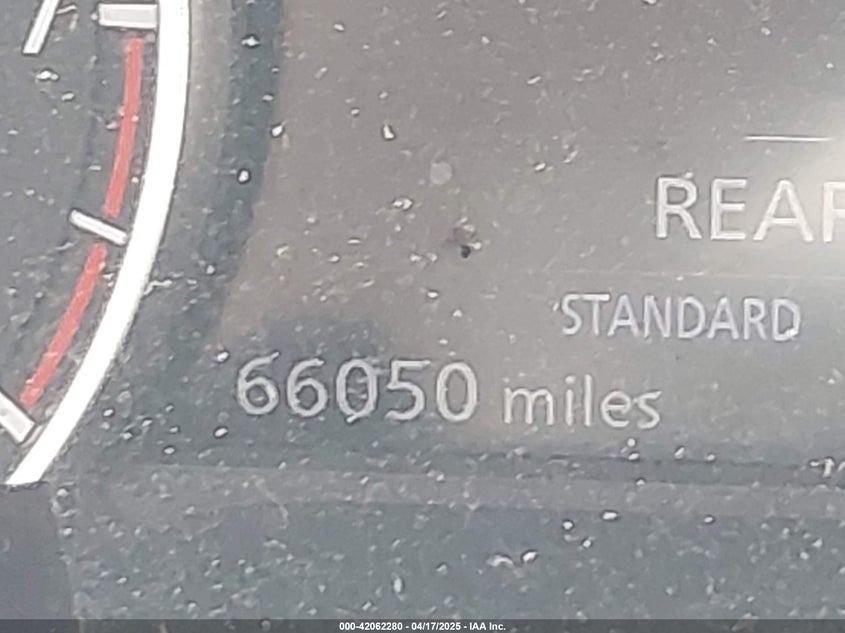 REAR
STANDARD
66050 miles
000-42062280 - 04/17/2025 - IAA Inc.